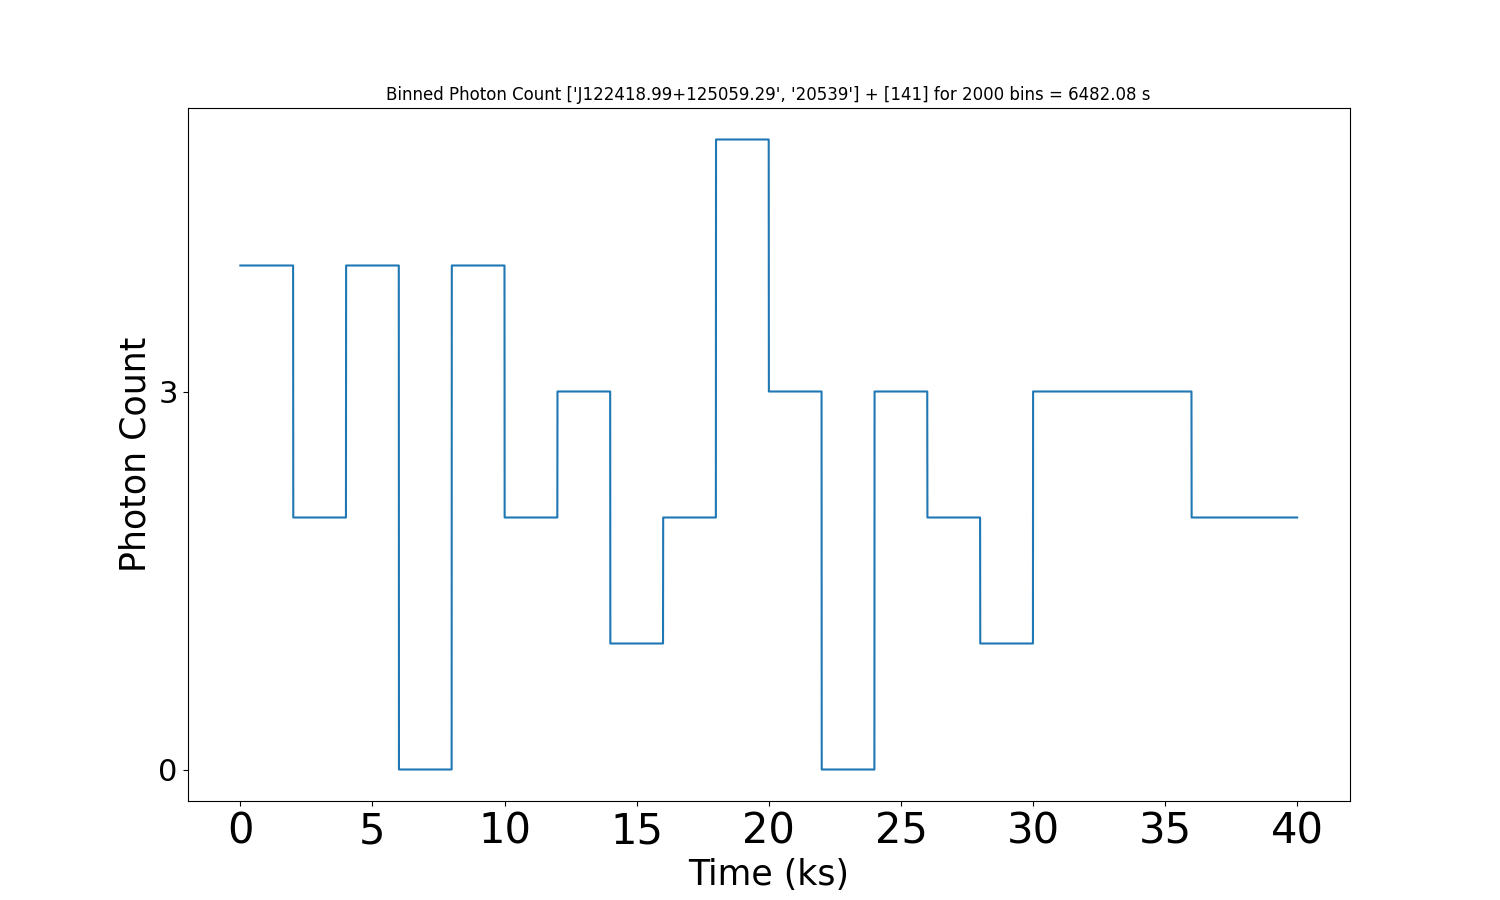 Binned Photon Count ['J122418.99+125059.29', '20539'] + [141] for 2000 bins = 6482.08 s
Photon Count
3
0
0 5 10 15 20 25 30 35 40
Time (ks)